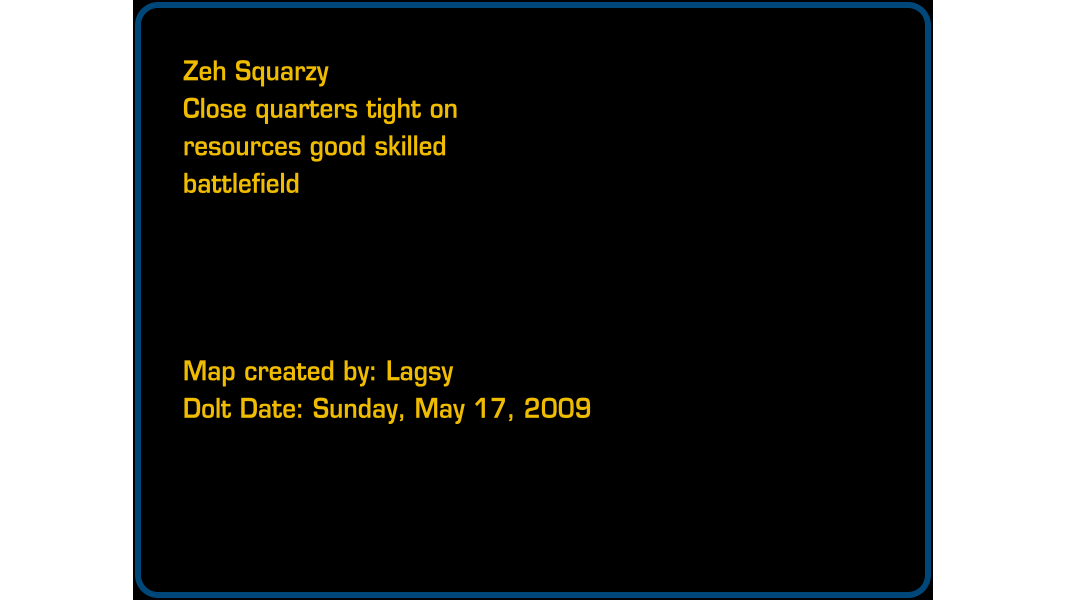 Zeh Squarzy
Close quarters tight on
resources good skilled
battlefield
Map created by: Lagsy
Dolt Date: Sunday, May 17, 2009